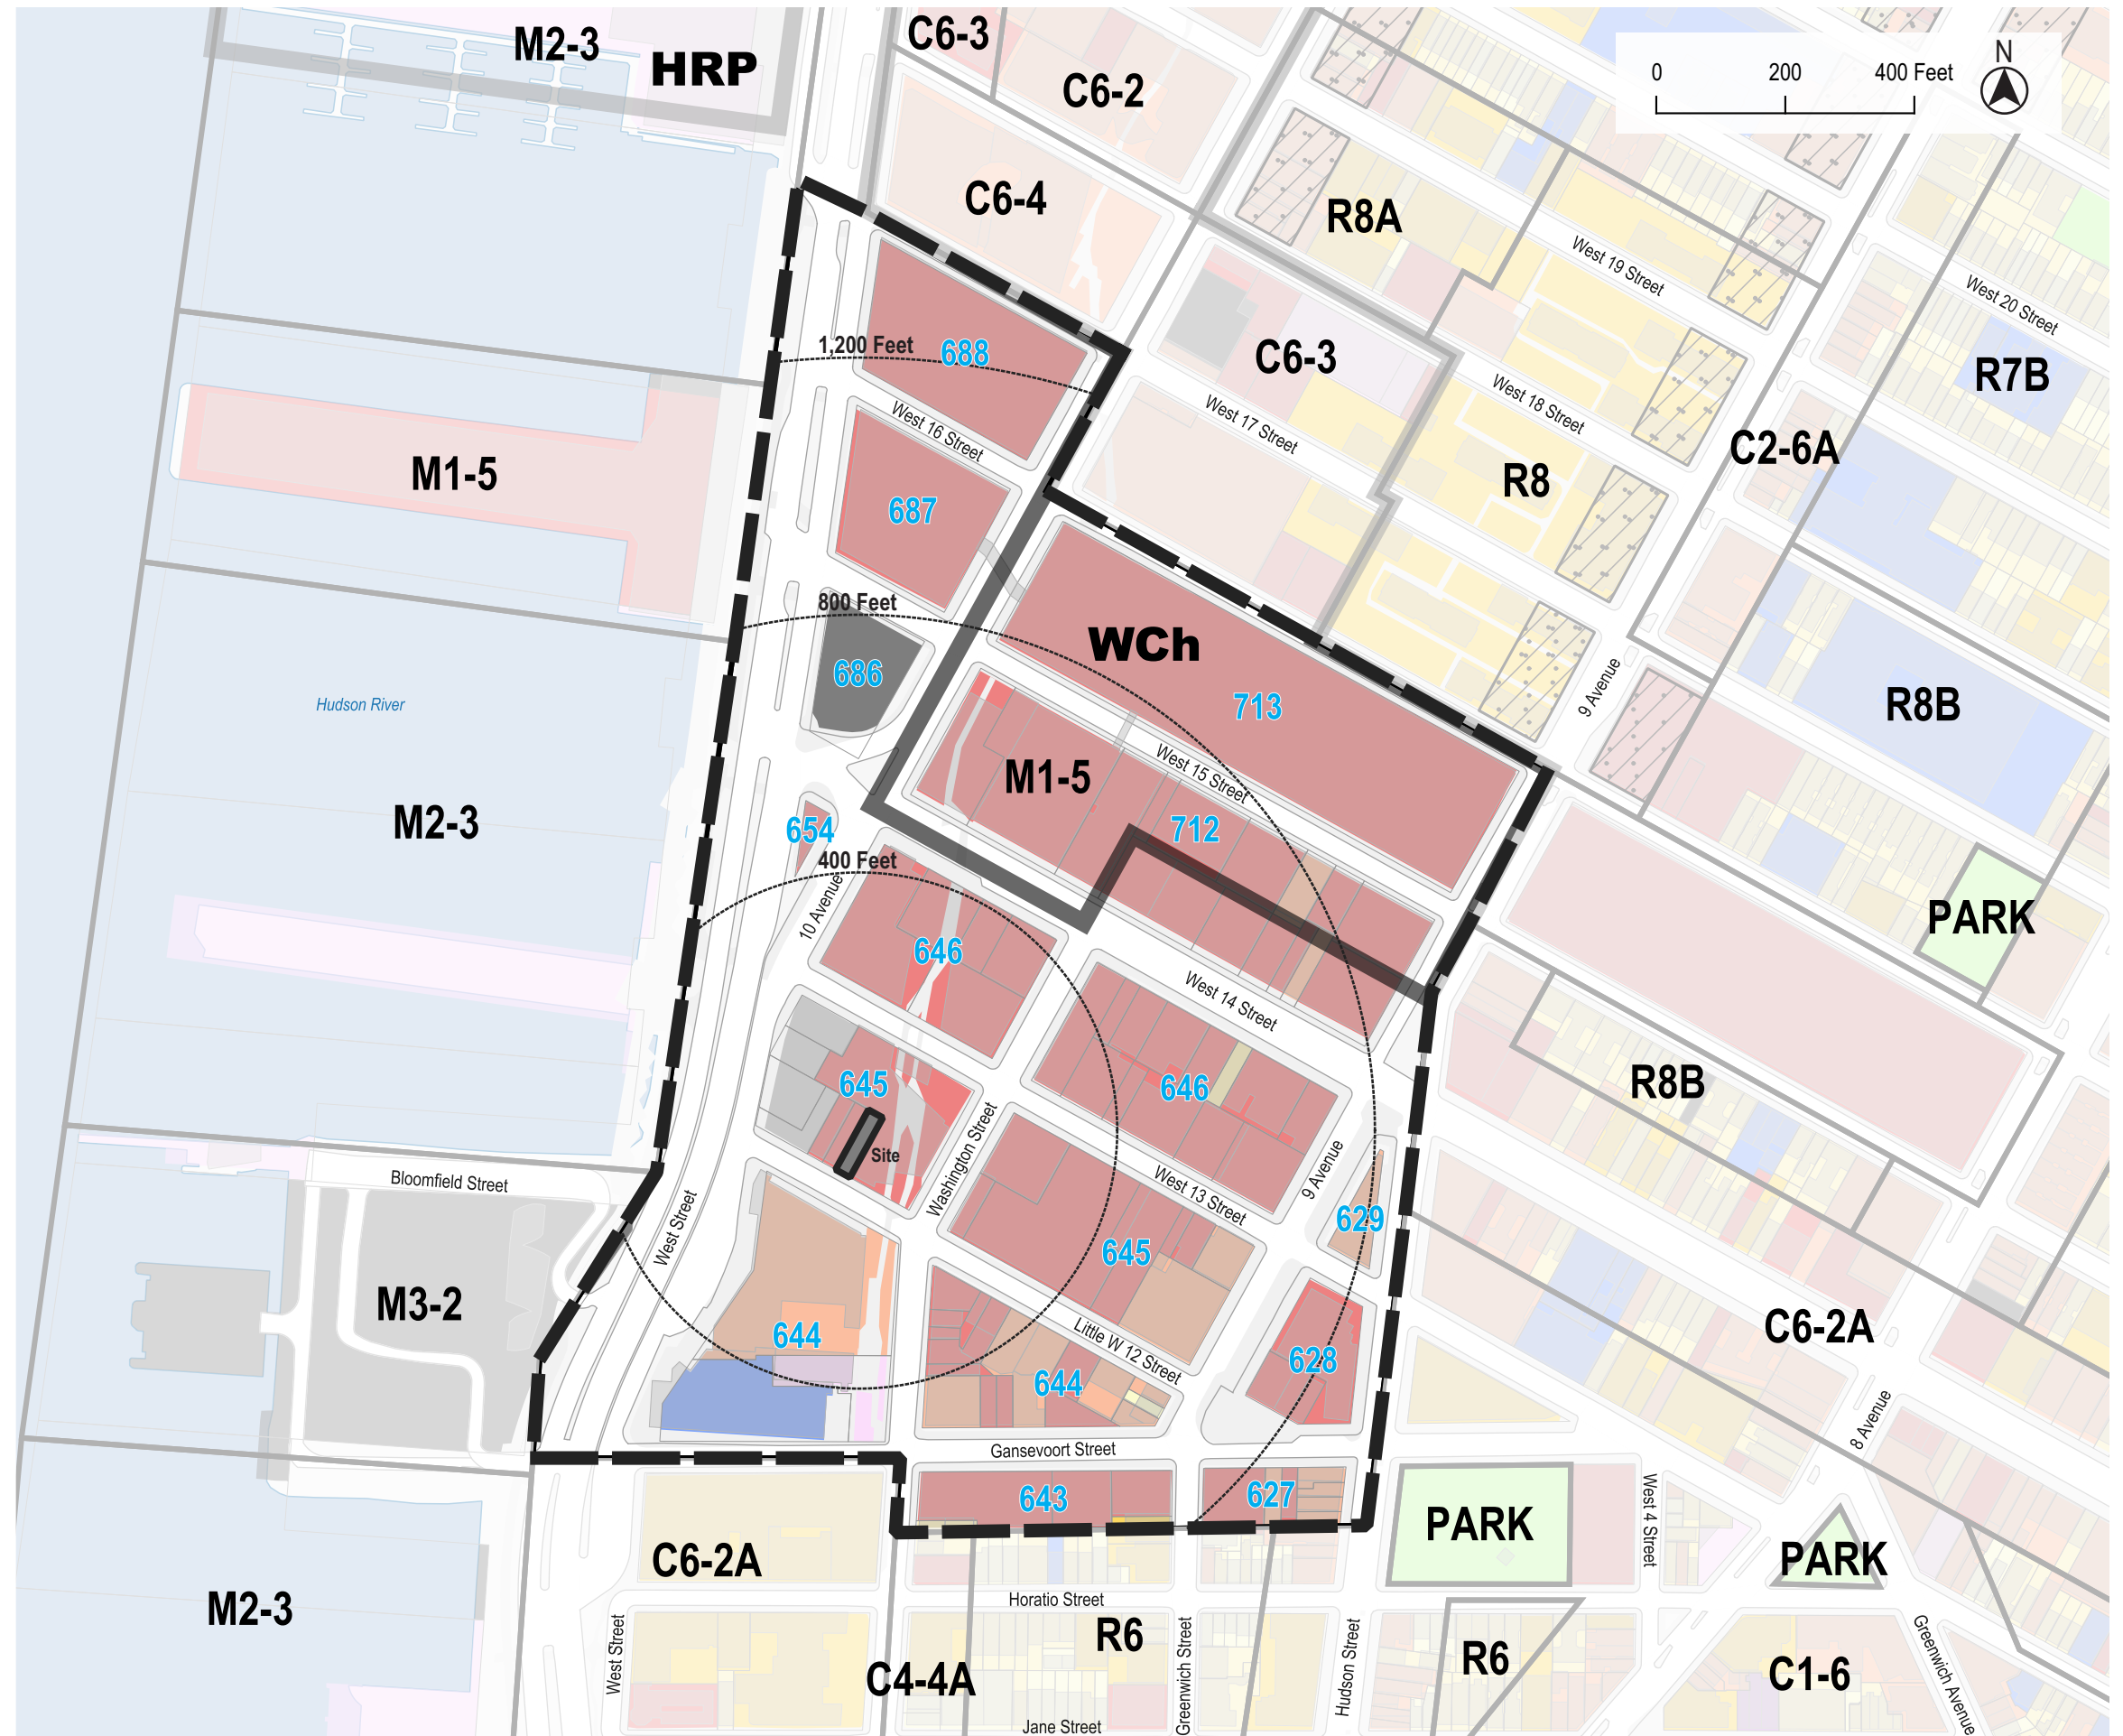 M2-3
HRP
C6-3
C6-2
0 200 400 Feet
N
C6-4
R8A
West 19 Street
West 20 Street
1,200 Feet
688
C6-3
R7B
West 16 Street
West 17 Street
West 18 Street
M1-5
C2-6A
687
R8
800 Feet
WCh
686
713
9 Avenue
Hudson River
R8B
M1-5
West 15 Street
M2-3
654
712
400 Feet
10 Avenue
PARK
646
West 14 Street
645
646
R8B
Site
Washington Street
West 13 Street
9 Avenue
Bloomfield Street
West Street
629
645
M3-2
644
Little W 12 Street
C6-2A
628
644
8 Avenue
Gansevoort Street
643
627
PARK
West 4 Street
C6-2A
PARK
M2-3
Horatio Street
West Street
R6
Greenwich Street
Hudson Street
R6
C4-4A
C1-6
Greenwich Avenue
Jane Street